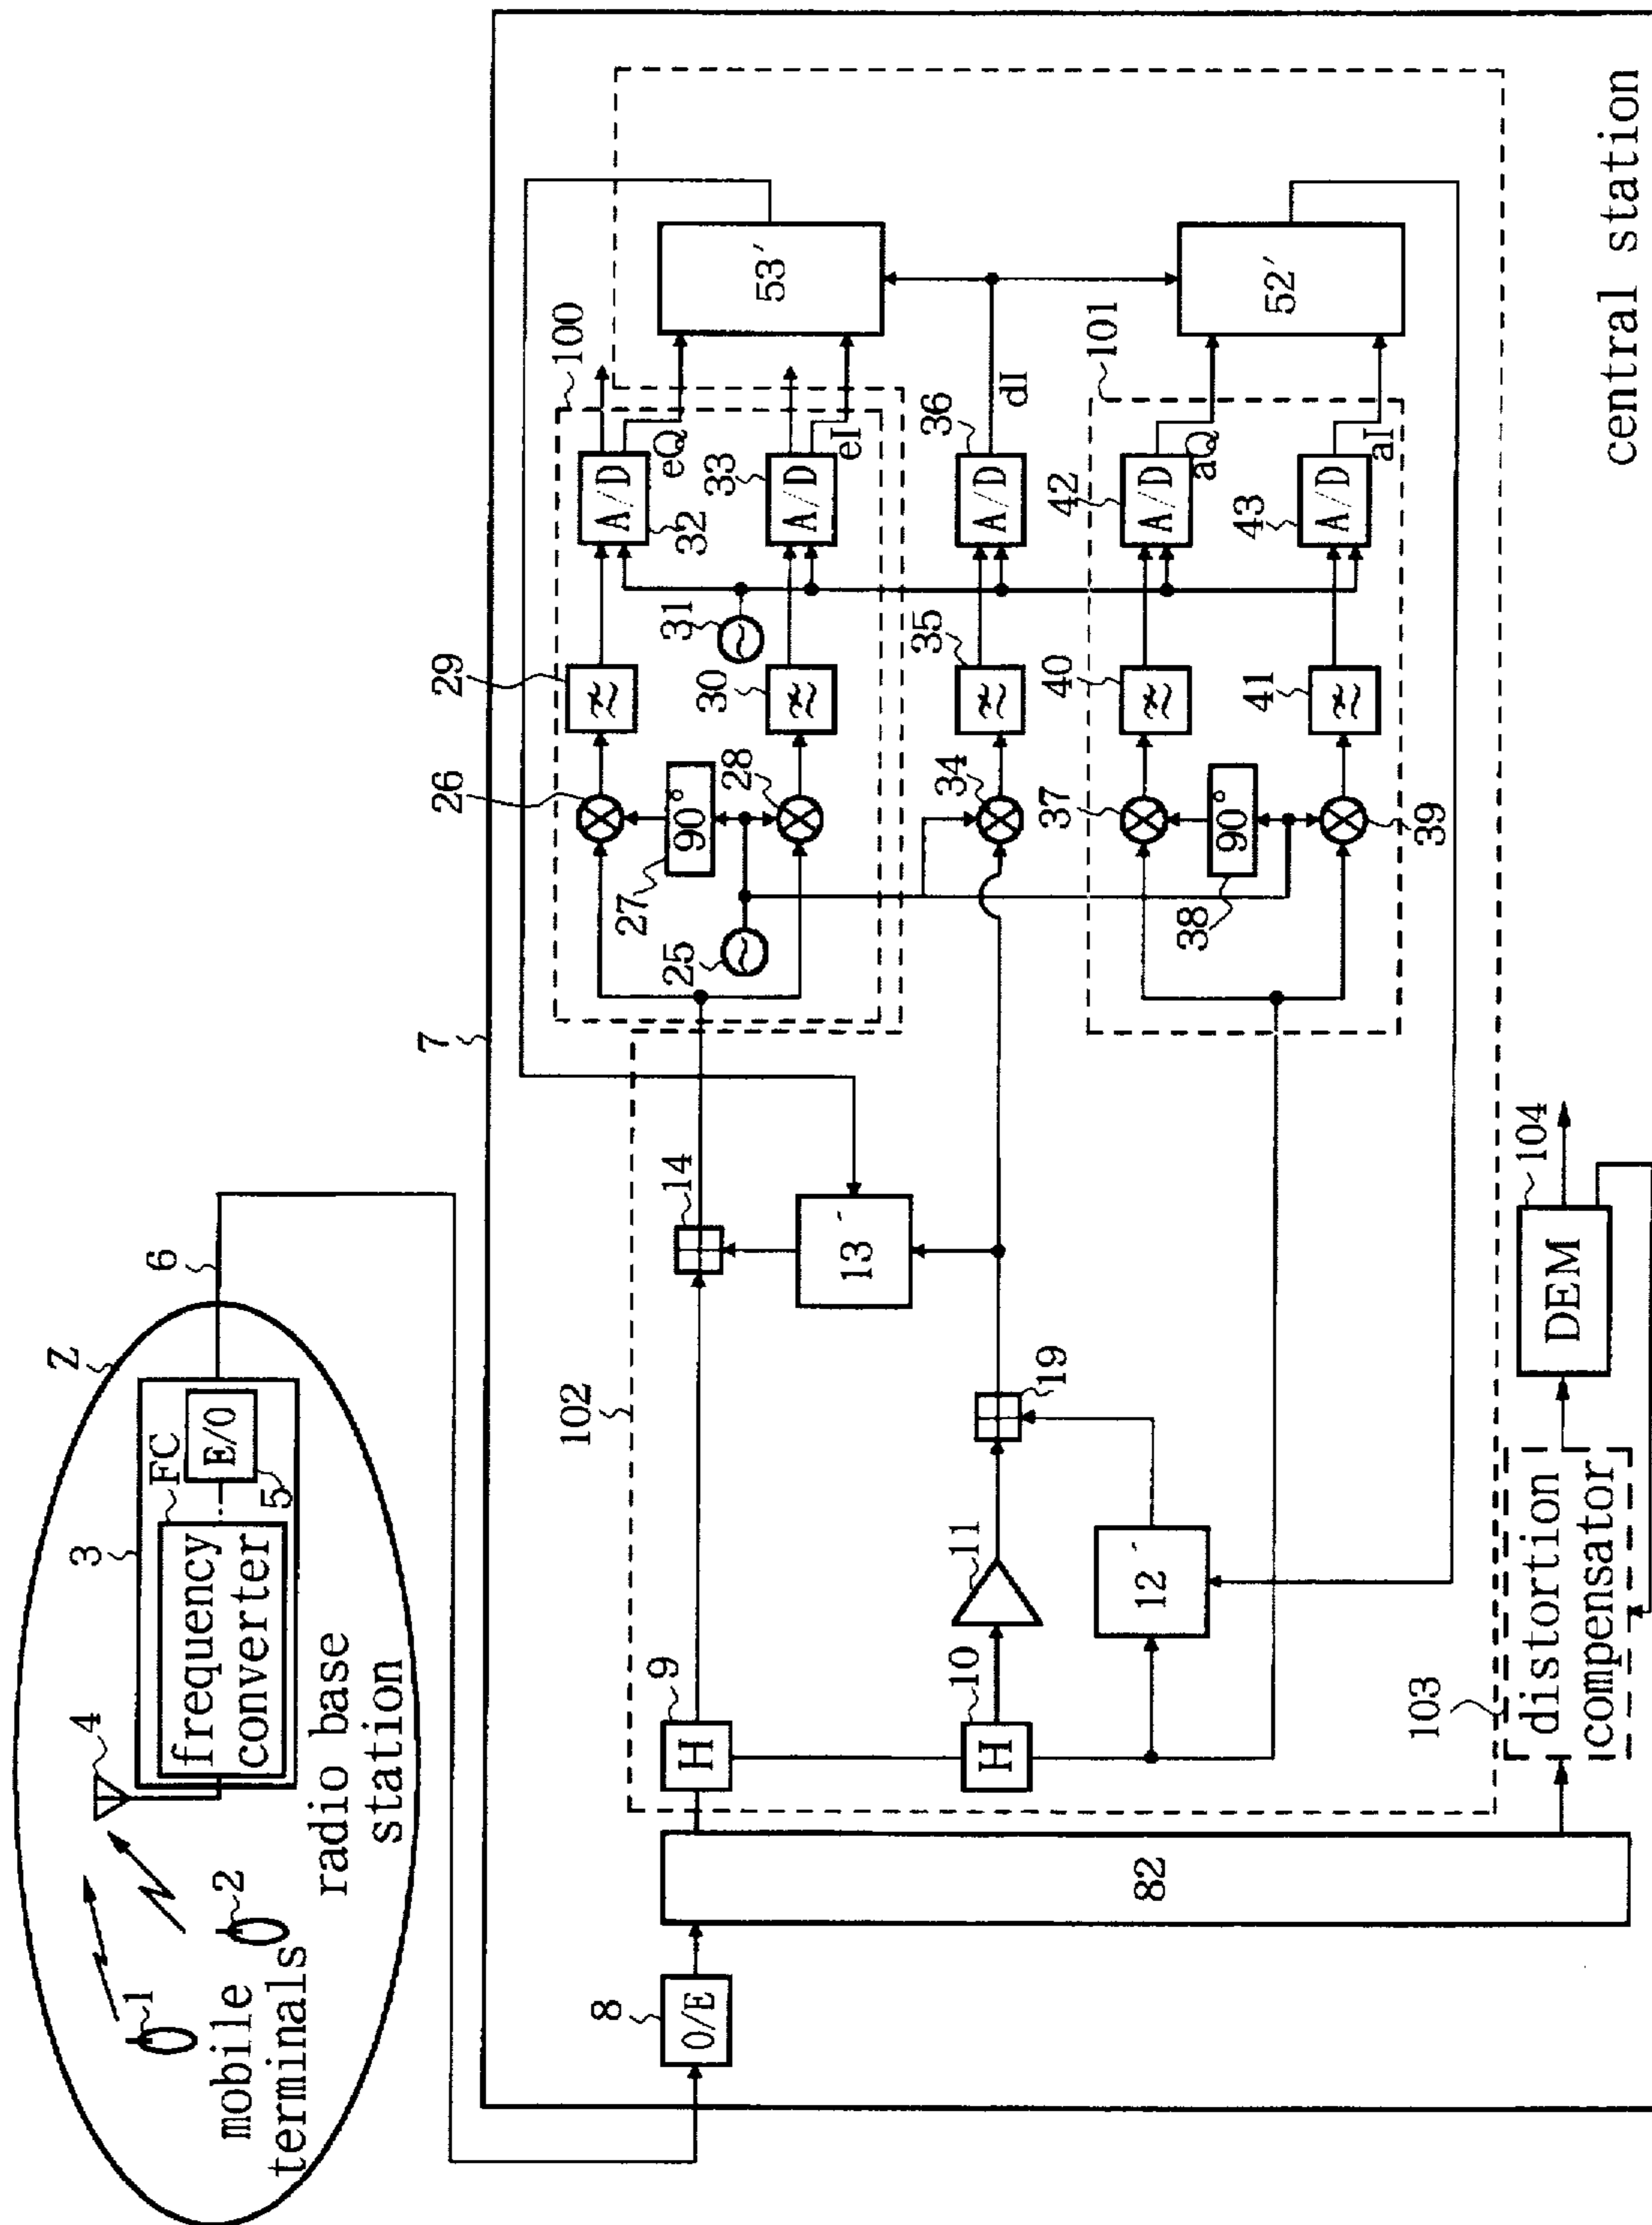 1
2
mobile
terminals
4
3
FC
frequency
converter
E/O
5
Z
6
radio base
station
7
8
O/E
82
9
H
10
H
11
12´
19
13´
14
102
100
25
26
27
90°
28
29
30
31
A/D
32
eQ
33
A/D
eI
53′
34
35
36
A/D
dI
101
37
38
90°
39
40
41
42
A/D
aQ
43
A/D
aI
52′
103
distortion
compensator
DEM
104
central station